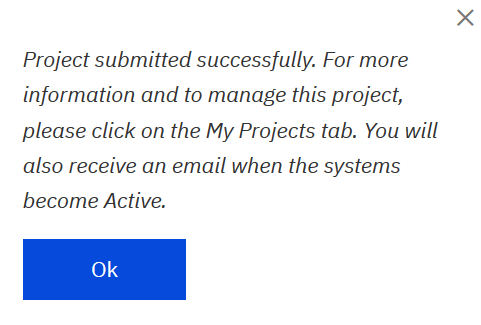 Project submitted successfully. For more
information and to manage this project,
please click on the My Projects tab. You will
also receive an email when the systems
become Active.
Ok